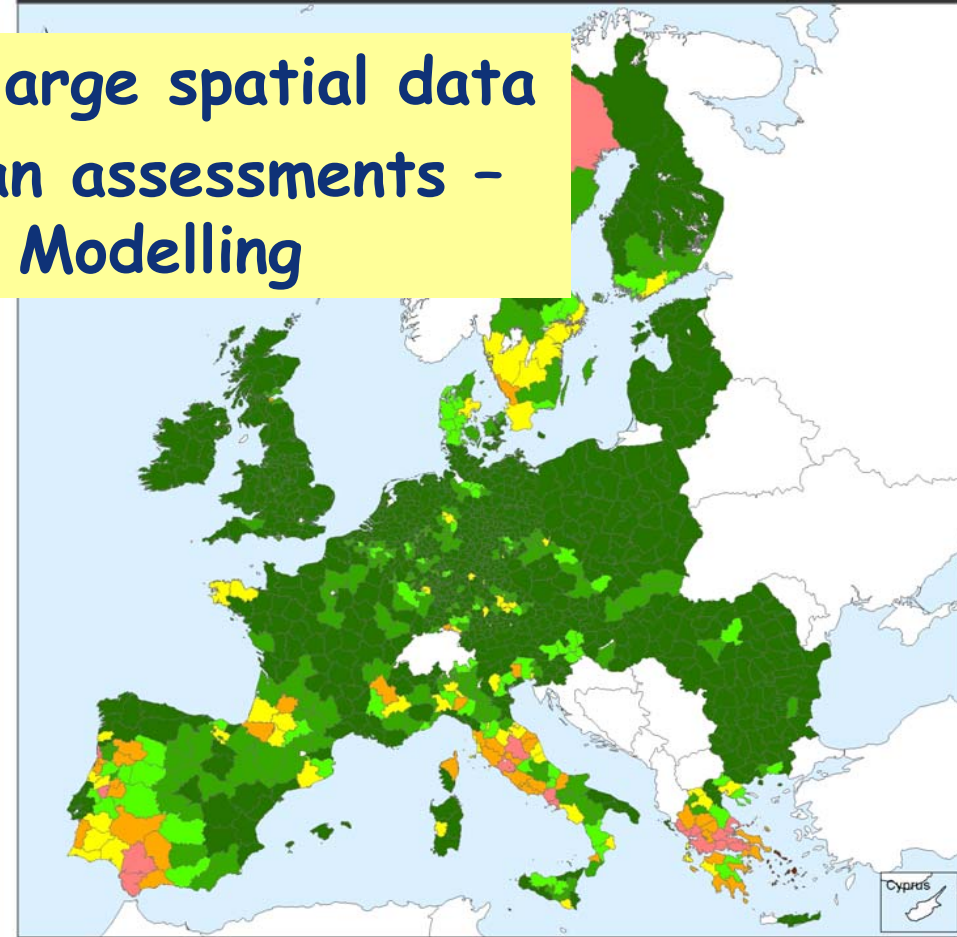 arge spatial data
an assessments –
Modelling
Cyprus